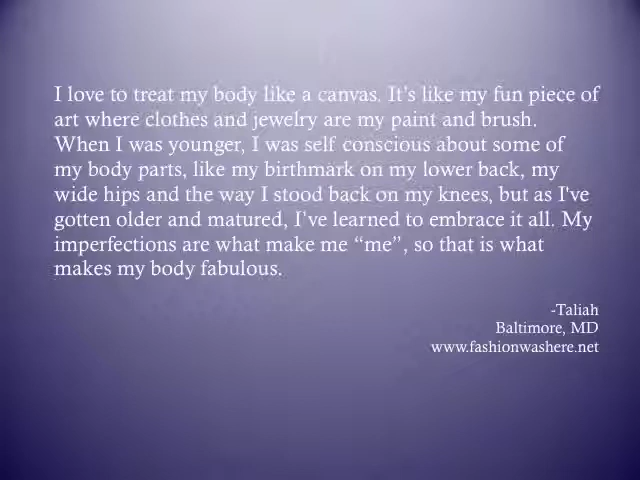 I love to treat my body like a canvas. It's like my fun piece of
art where clothes and jewelry are my paint and brush.
When I was younger, I was self conscious about some of
my body parts, like my birthmark on my lower back, my
wide hips and the way I stood back on my knees, but as I've
gotten older and matured, I've learned to embrace it all. My
imperfections are what make me “me”, so that is what
makes my body fabulous.
-Taliah
Baltimore, MD
www.fashionwashere.net